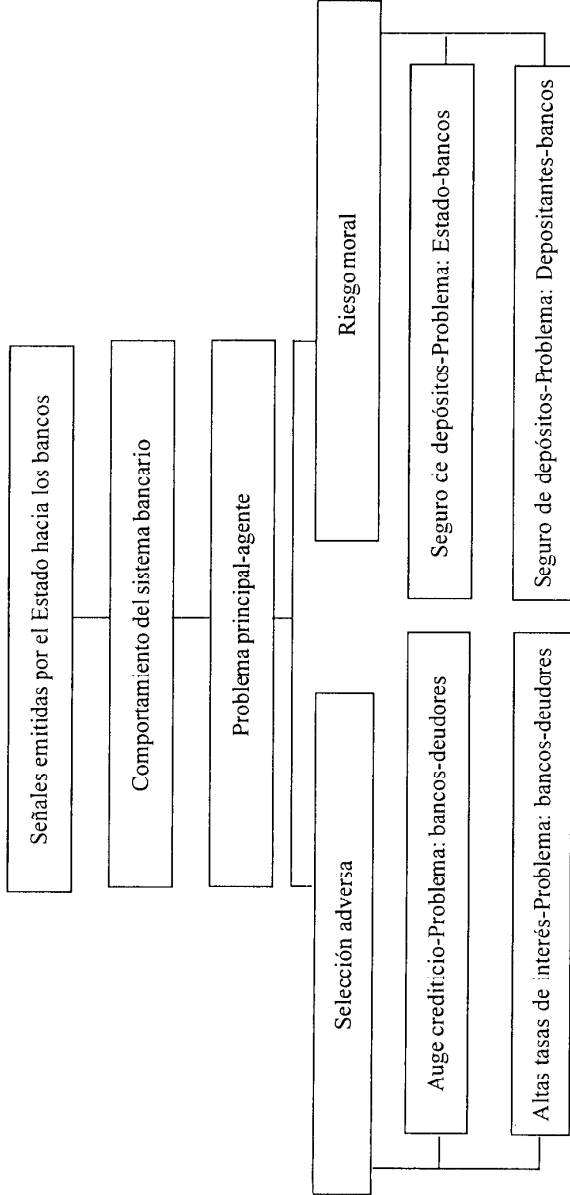 Señales emitidas por el Estado hacia los bancos
Comportamiento del sistema bancario
Problema principal-agente
Selección adversa
Auge crediticio-Problema: bancos-deudores
Altas tasas de interés-Problema: bancos-deudores
Riesgo moral
Seguro de depósitos-Problema: Estado-bancos
Seguro de depósitos-Problema: Depositantes-bancos